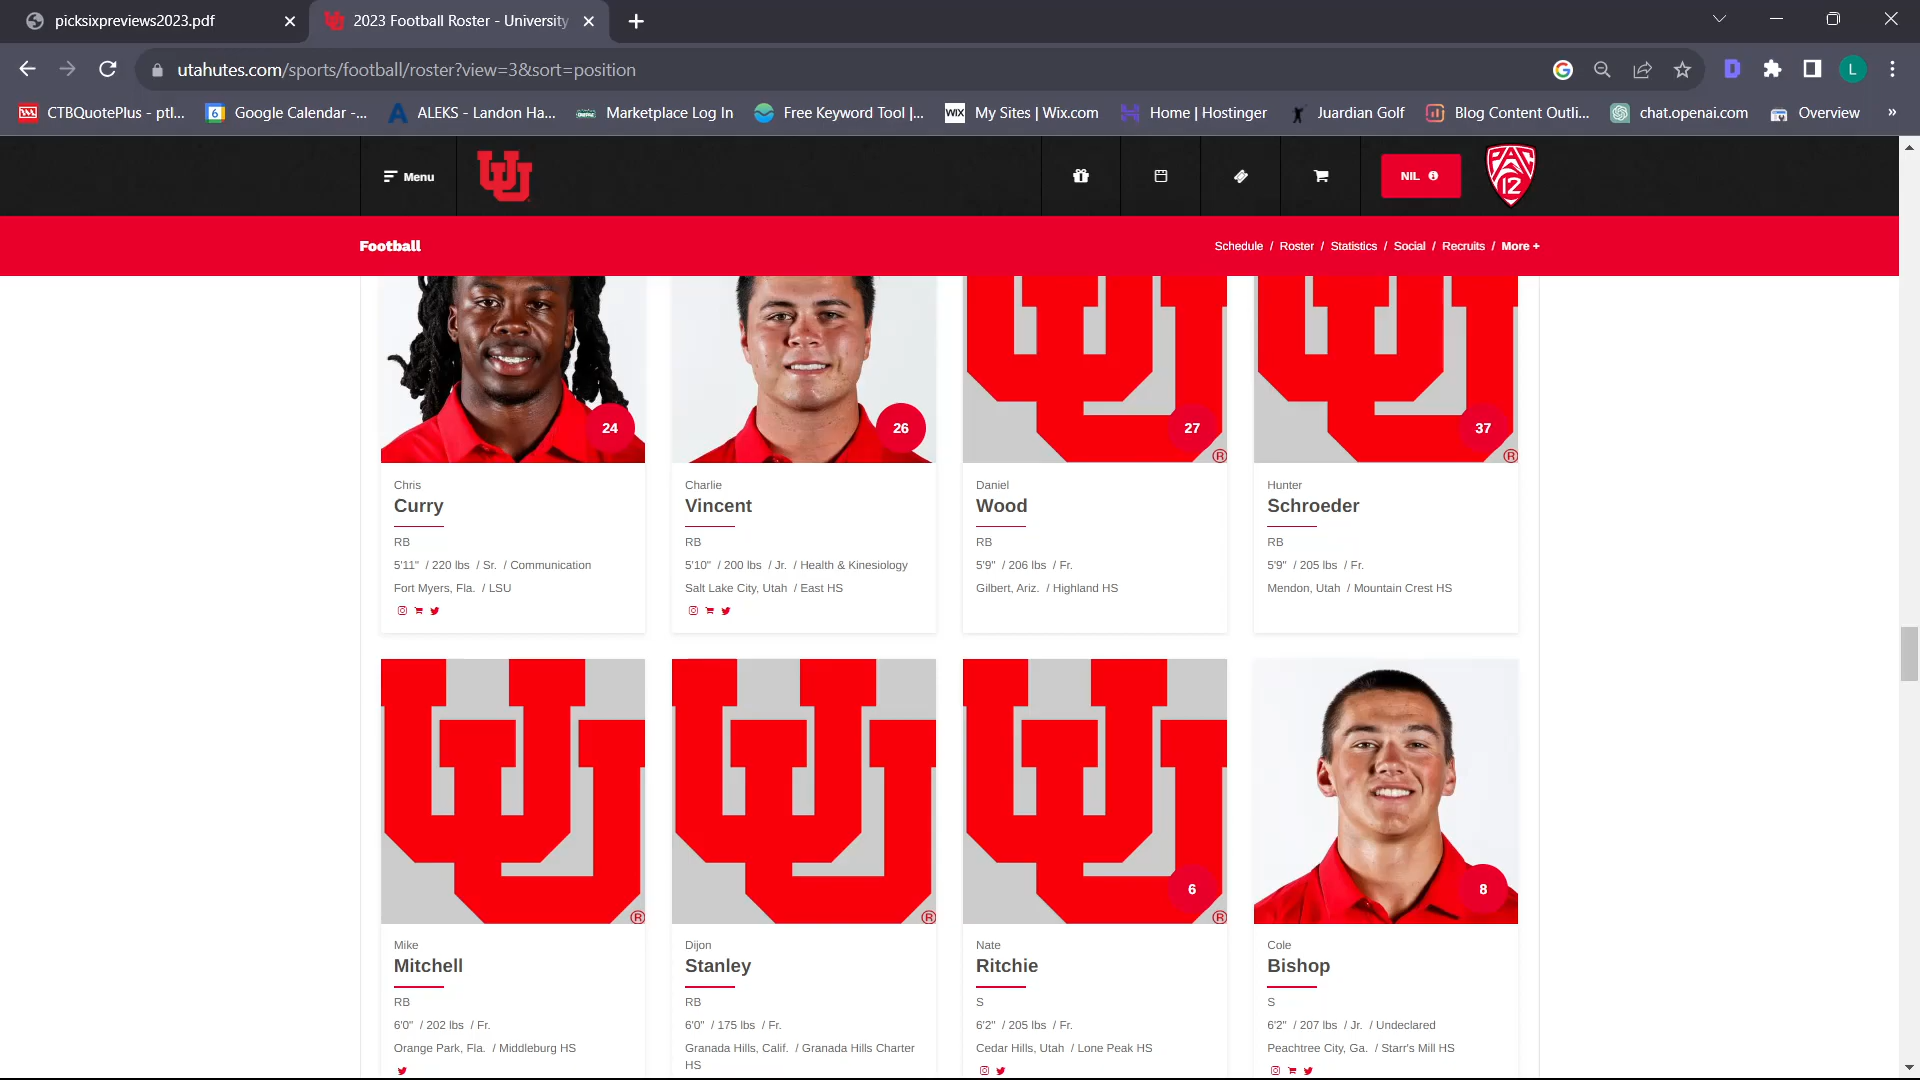 picksixpreviews2023.pdf
2023 Football Roster - University
utahutes.com/sports/football/roster?view=3&sort=position
L
CTBQuotePlus - ptl...
6
Google Calendar -...
ALEKS - Landon Ha...
Marketplace Log In
Free Keyword Tool |...
WIX
My Sites | Wix.com
Home | Hostinger
Juardian Golf
Blog Content Outli...
chat.openai.com
Overview
»
Menu
NIL
PAC
12
Football
Schedule / Roster / Statistics / Social / Recruits / More +
24
26
27
37
®
®
Chris
Curry
RB
5'11" / 220 lbs / Sr. / Communication
Fort Myers, Fla. / LSU
Charlie
Vincent
RB
5'10" / 200 lbs / Jr. / Health & Kinesiology
Salt Lake City, Utah / East HS
Daniel
Wood
RB
5'9" / 206 lbs / Fr.
Gilbert, Ariz. / Highland HS
Hunter
Schroeder
RB
5'9" / 205 lbs / Fr.
Mendon, Utah / Mountain Crest HS
6
8
®
®
®
Mike
Mitchell
RB
6'0" / 202 lbs / Fr.
Orange Park, Fla. / Middleburg HS
Dijon
Stanley
RB
6'0" / 175 lbs / Fr.
Granada Hills, Calif. / Granada Hills Charter
HS
Nate
Ritchie
S
6'2" / 205 lbs / Fr.
Cedar Hills, Utah / Lone Peak HS
Cole
Bishop
S
6'2" / 207 lbs / Jr. / Undeclared
Peachtree City, Ga. / Starr's Mill HS